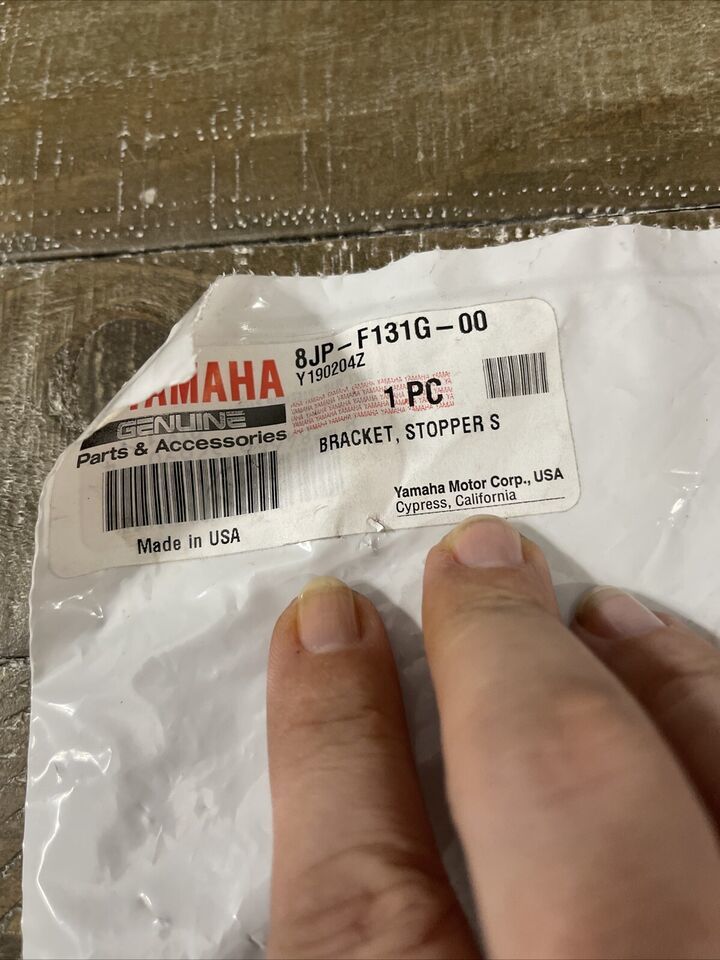 8JP-F131G-00
Y190204Z
YAMAHA
GENUINE
Parts & Accessories
1 PC
BRACKET, STOPPER S
Made in USA
Yamaha Motor Corp., USA
Cypress, California